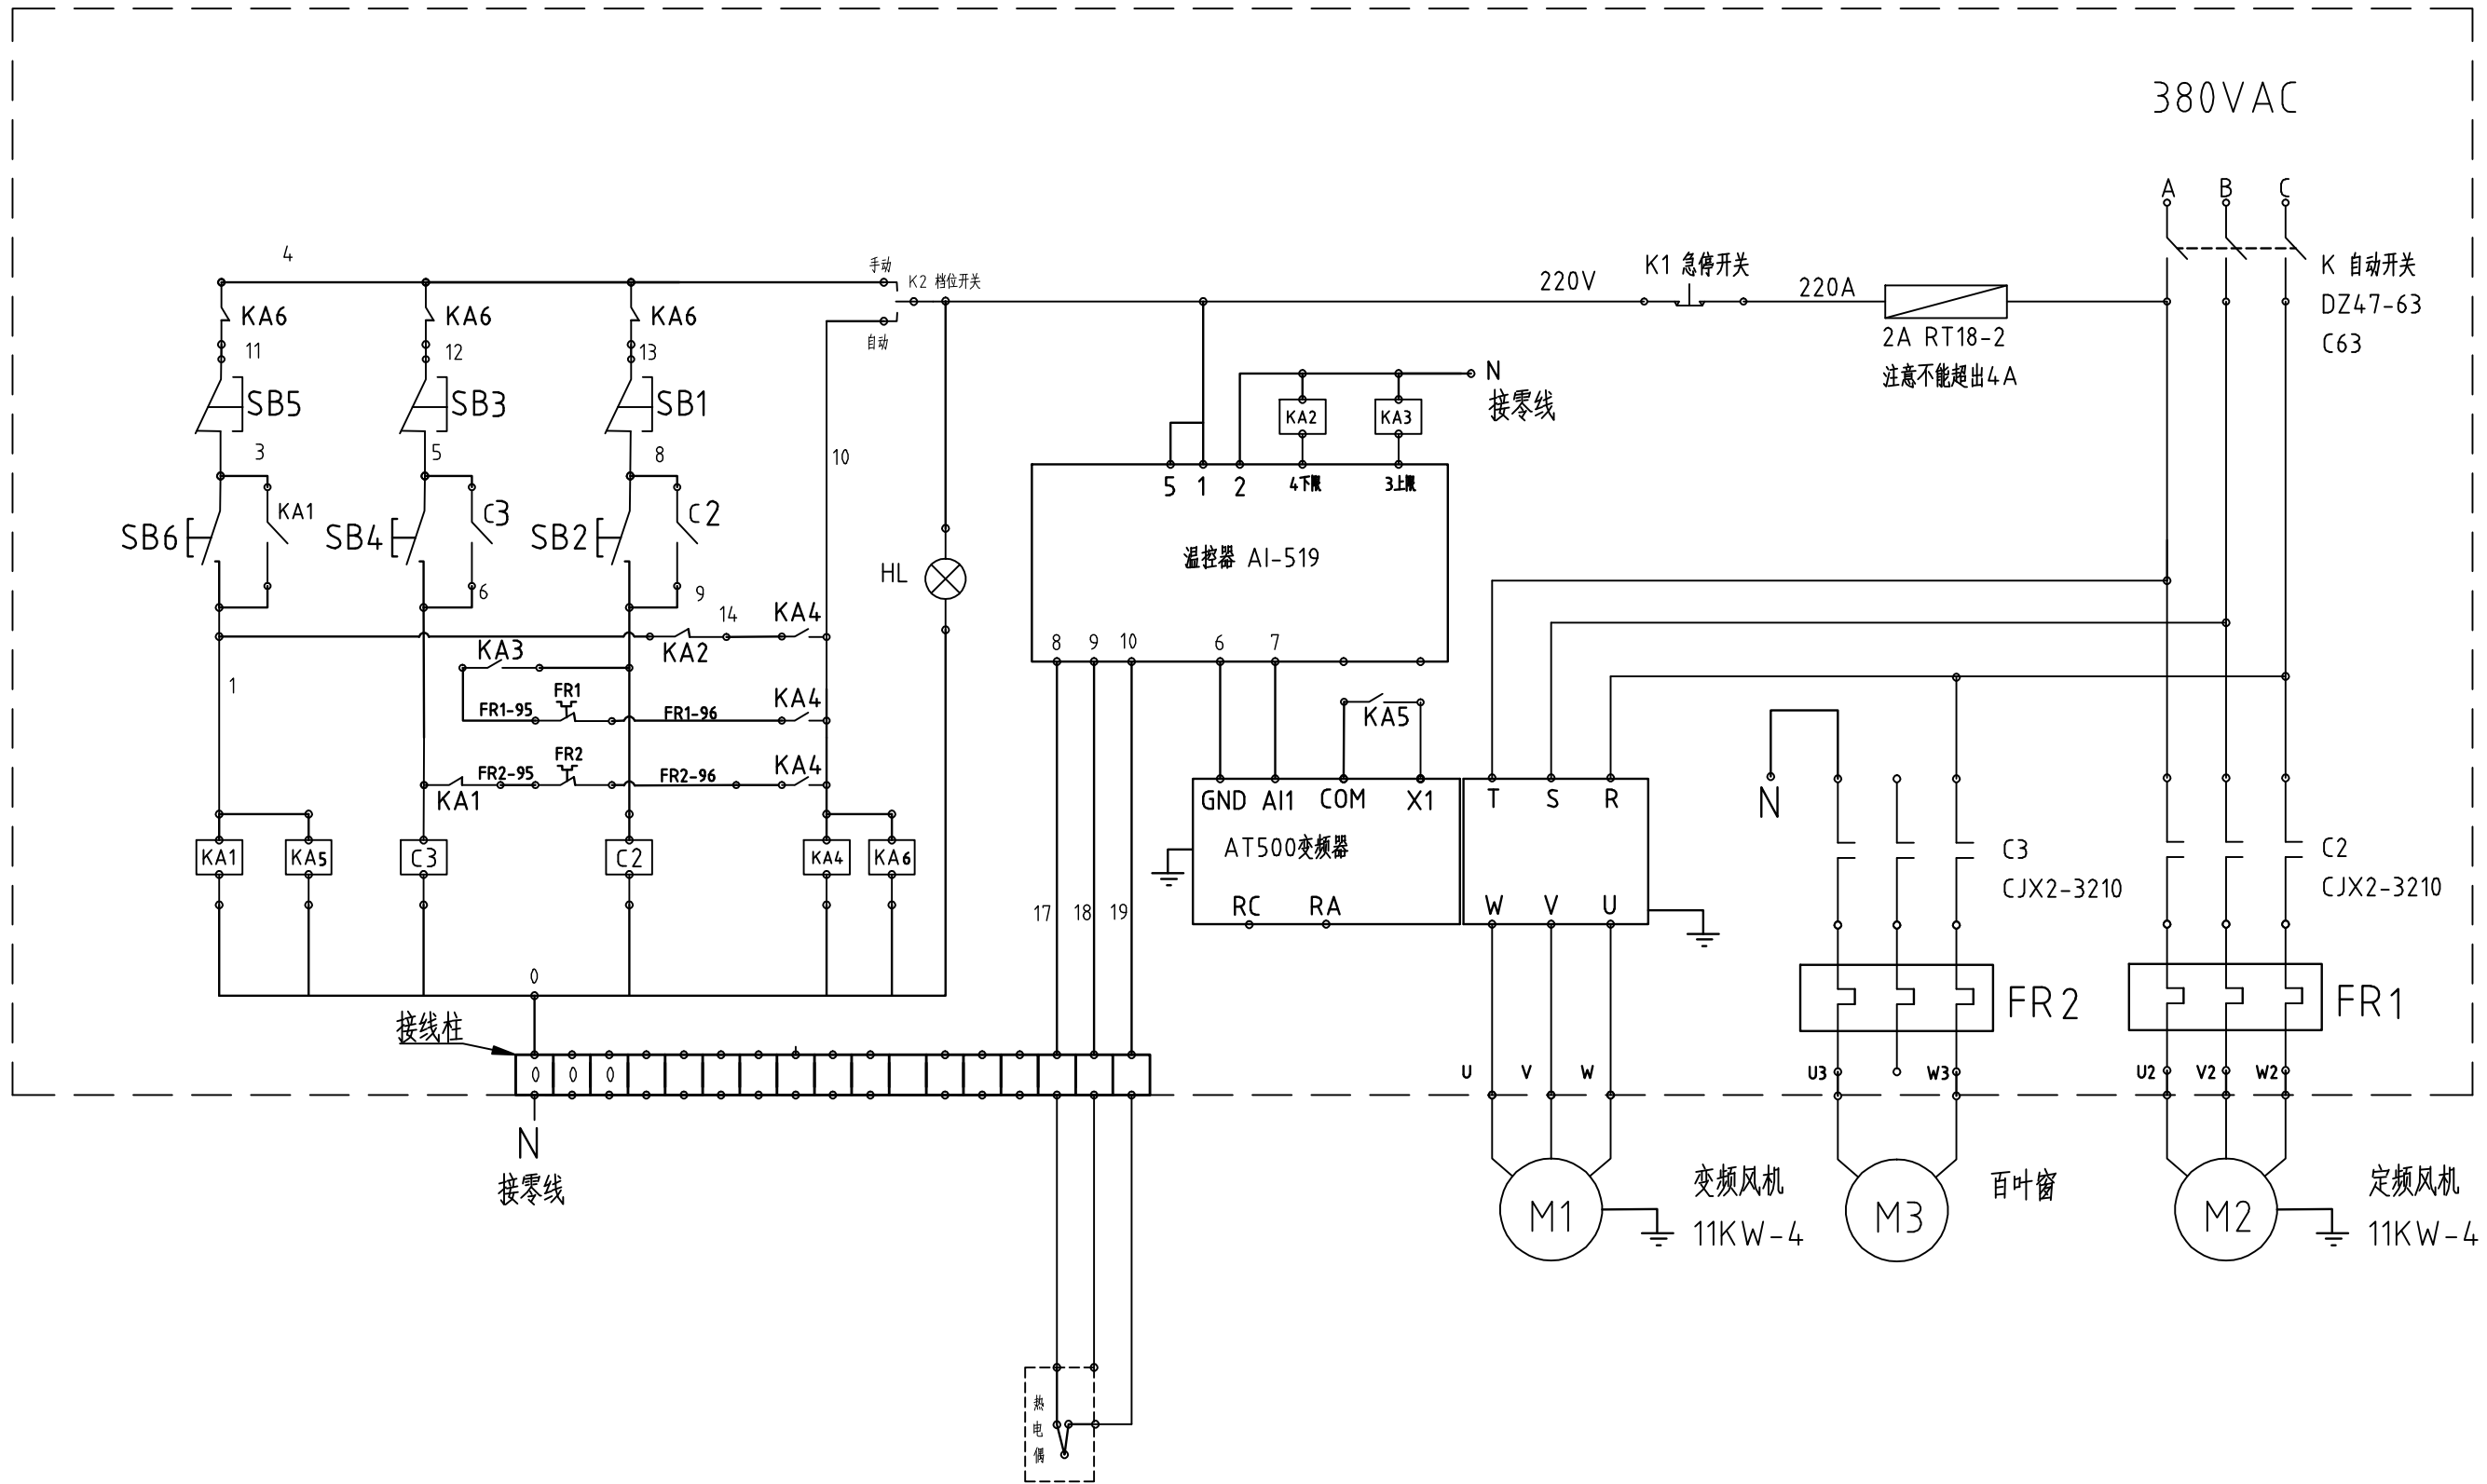 380VAC
A B C
K 自动开关
DZ47-63
C63
4
手动
K2 档位开关
自动
220V
K1 急停开关
220A
2A RT18-2
注意不能超出4A
KA6
KA6
KA6
11
12
13
SB5
SB3
SB1
3
5
8
10
KA1
C3
C2
SB6
SB4
SB2
6
9
14
HL
N
接零线
KA2
KA3
5 1 2 4下限 3上限
温控器 AI-519
8 9 10 6 7
KA4
KA2
KA3
1
FR1
FR1-95
FR1-96
KA4
FR2
FR2-95
FR2-96
KA4
KA1
KA1
KA5
C3
C2
KA4
KA6
KA5
GND AI1 COM X1
AT500变频器
RC RA
T S R
W V U
N
C3
CJX2-3210
C2
CJX2-3210
17 18 19
0
接线柱
0 0 0
N
接零线
FR2
FR1
U V W
U3 W3
U2 V2 W2
M1
变频风机
11KW-4
M3
百叶窗
M2
定频风机
11KW-4
热
电
偶